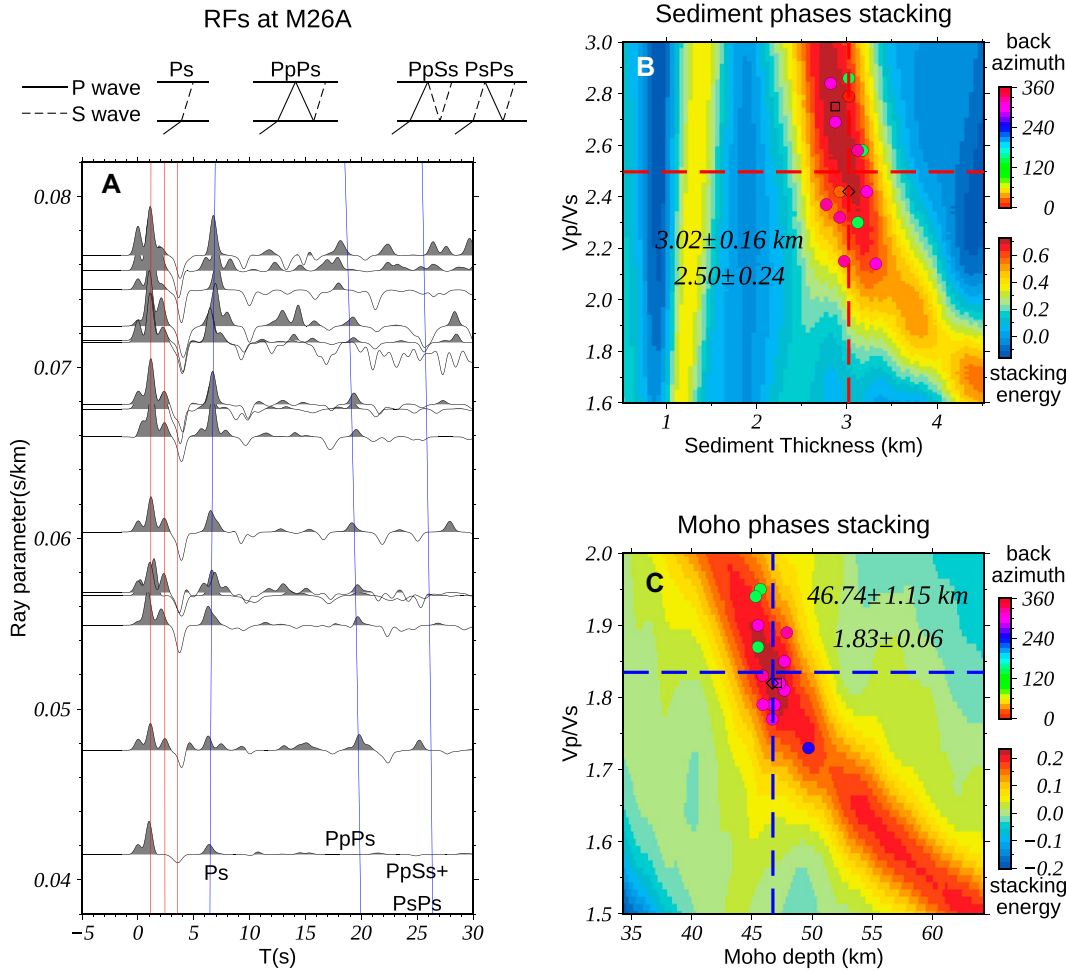 RFs at M26A
P wave
S wave
Ps
PpPs
PpSs PsPs
A
Ray parameter(s/km)
0.08
0.07
0.06
0.05
0.04
PpPs
Ps
PpSs+
PsPs
−5 0 5 10 15 20 25 30
T(s)
Sediment phases stacking
B
Vp/Vs
3.0
2.8
2.6
2.4
2.2
2.0
1.8
1.6
3.02±0.16 km
2.50±0.24
1 2 3 4
Sediment Thickness (km)
back
azimuth
360
240
120
0
0.6
0.4
0.2
0.0
stacking
energy
Moho phases stacking
C
Vp/Vs
2.0
1.9
1.8
1.7
1.6
1.5
46.74±1.15 km
1.83±0.06
35 40 45 50 55 60
Moho depth (km)
back
azimuth
360
240
120
0
0.2
0.1
0.0
−0.1
−0.2
stacking
energy